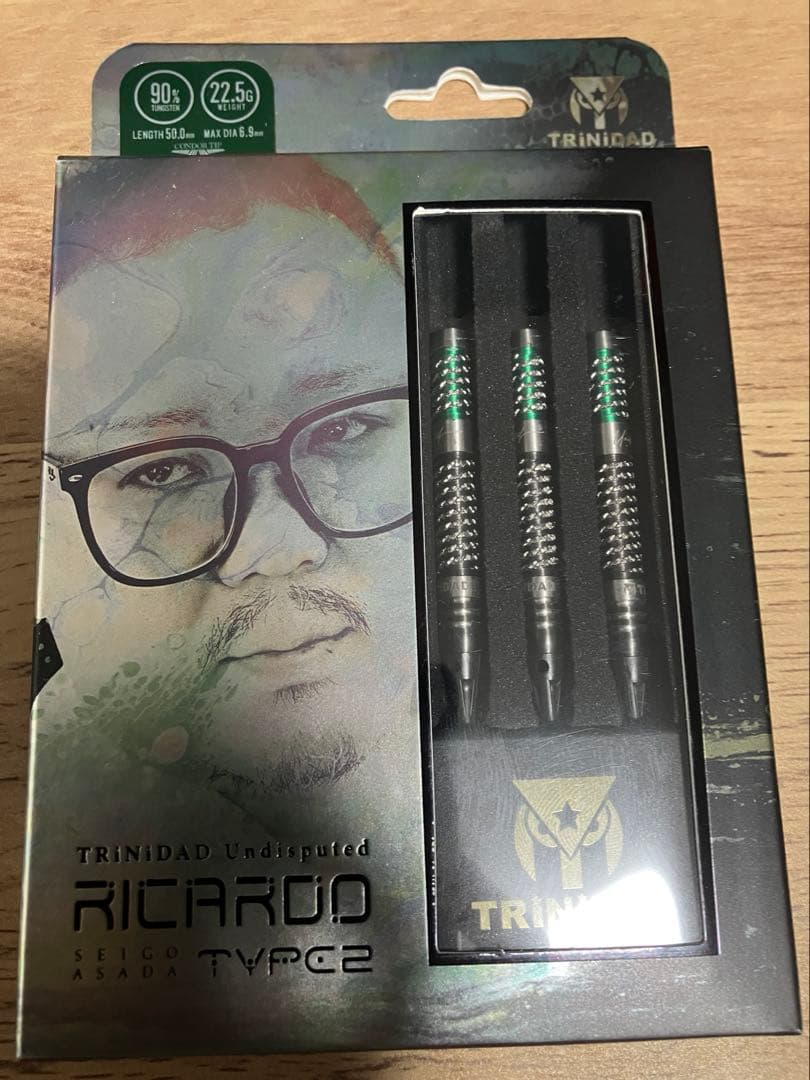 90%
TUNGSTEN
22.5G
WEIGHT
LENGTH 50.0mm MAX DIA 6.9mm
CONDOR TIP
TRiNiDAD
TRiNiDAD Undisputed
RICARDO
SEIGO
ASADA
TYPE2